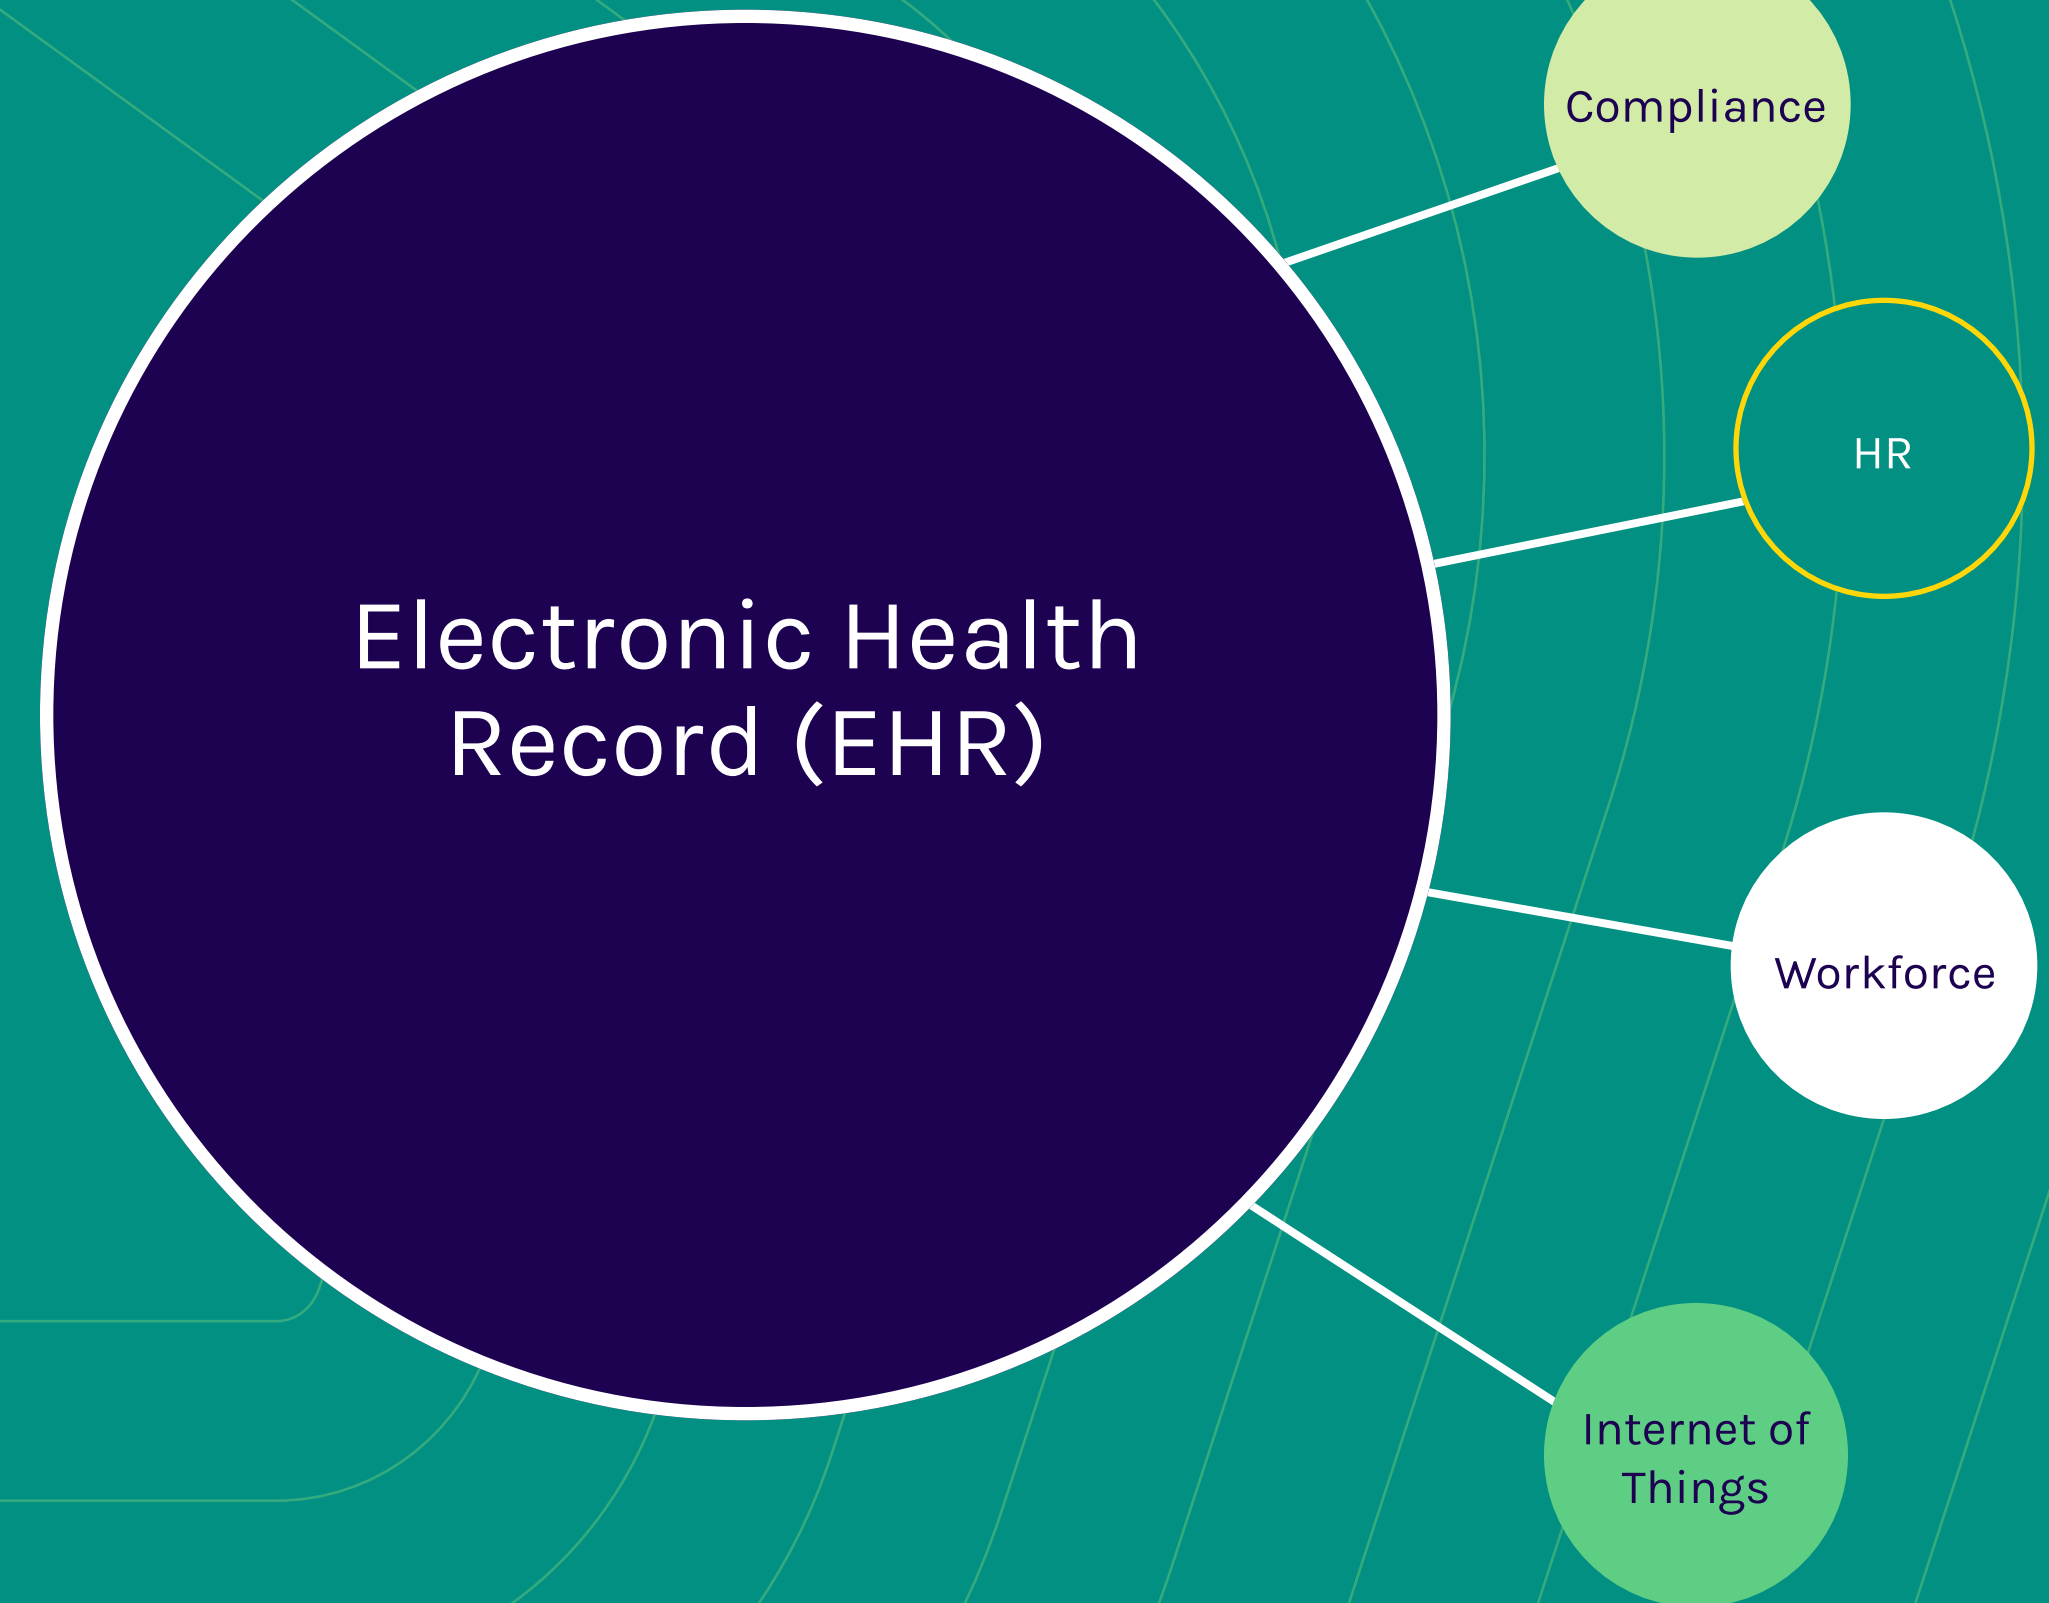 Compliance
HR
Electronic Health
Record (EHR)
Workforce
Internet of
Things